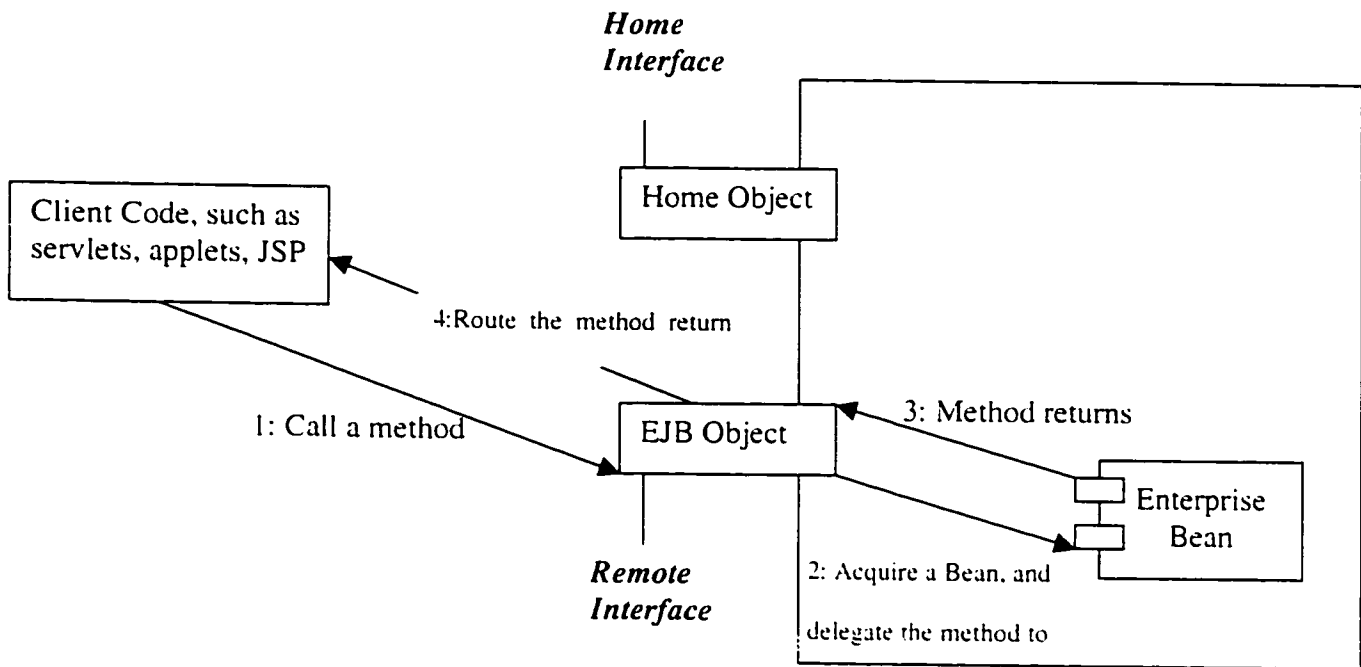 Home
Interface
Home Object
Client Code, such as
servlets, applets, JSP
4:Route the method return
1: Call a method
EJB Object
3: Method returns
Enterprise
Bean
Remote
Interface
2: Acquire a Bean, and
delegate the method to